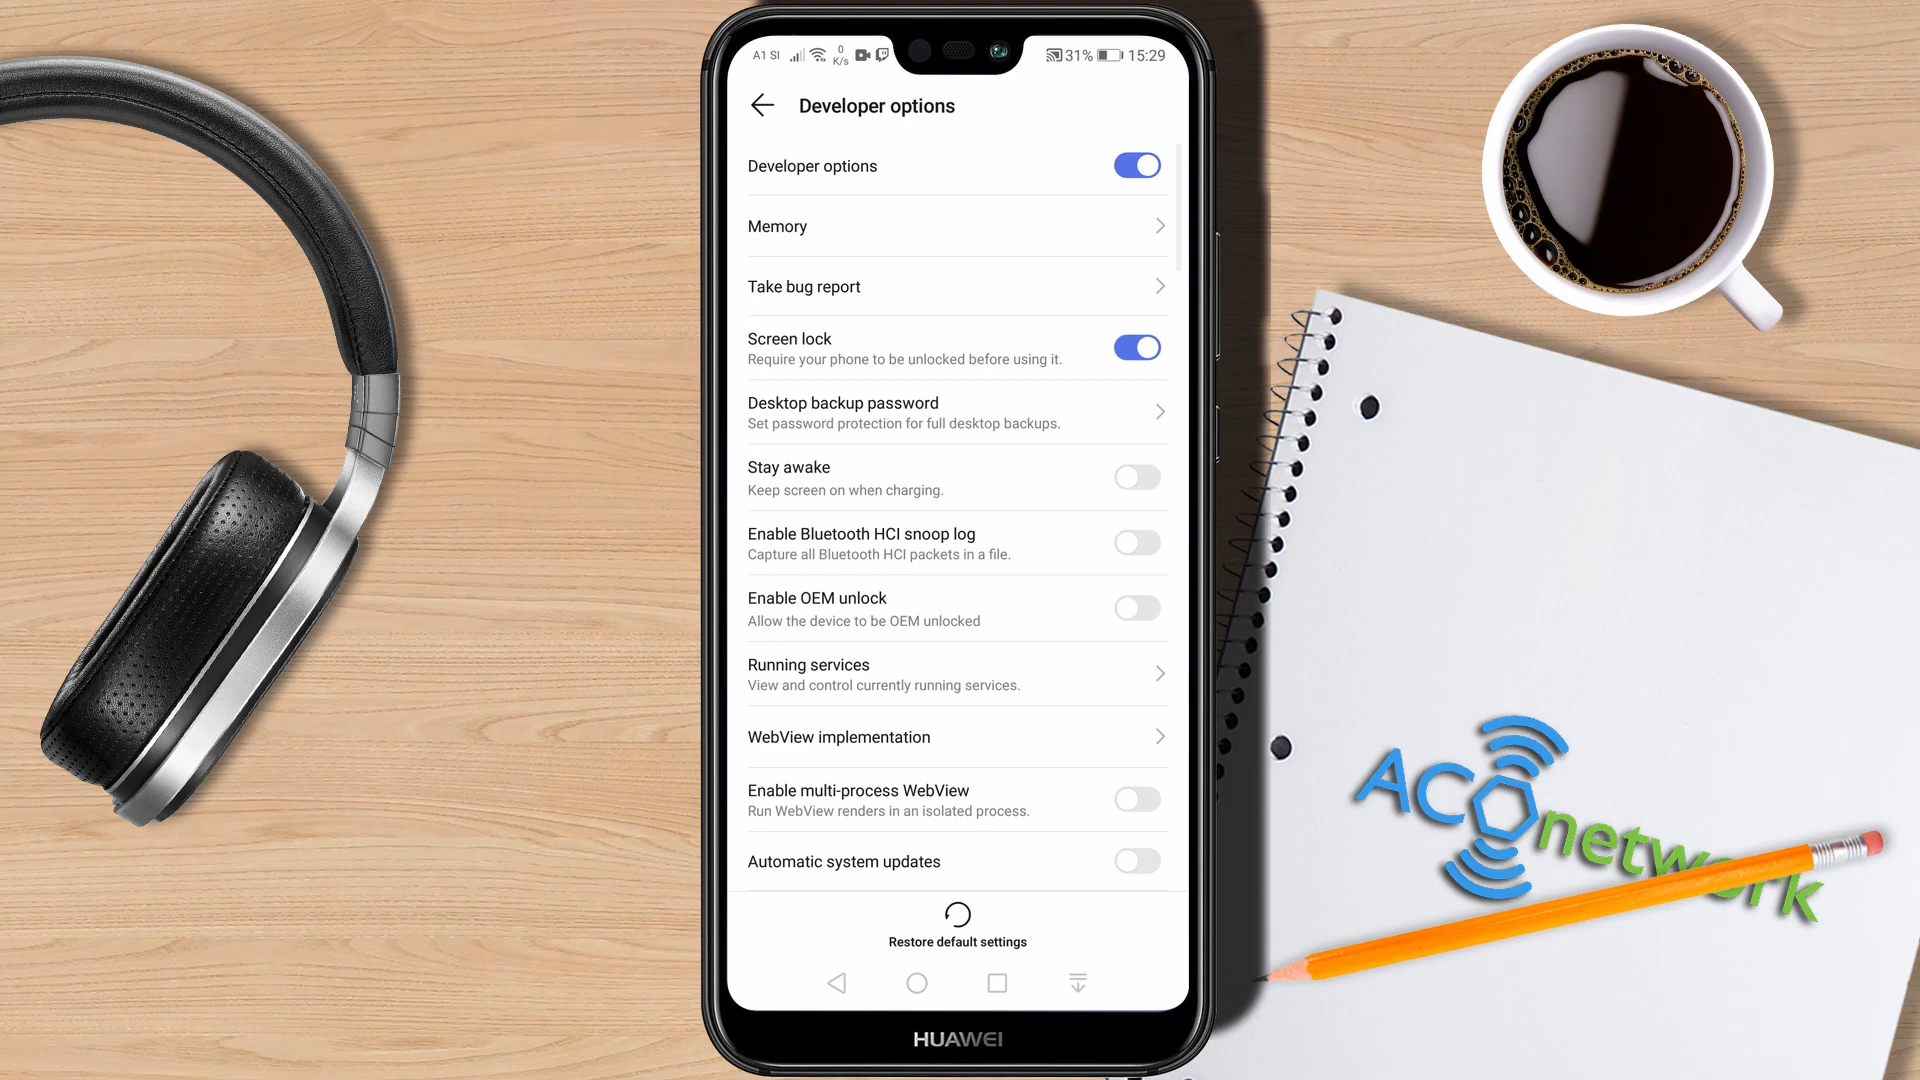 A1 SI 0 K/s 31% 15:29
Developer options
Developer options
Memory
Take bug report
Screen lock
Require your phone to be unlocked before using it.
Desktop backup password
Set password protection for full desktop backups.
Stay awake
Keep screen on when charging.
Enable Bluetooth HCI snoop log
Capture all Bluetooth HCI packets in a file.
Enable OEM unlock
Allow the device to be OEM unlocked
Running services
View and control currently running services.
WebView implementation
Enable multi-process WebView
Run WebView renders in an isolated process.
Automatic system updates
Restore default settings
HUAWEI
ACOnetwork